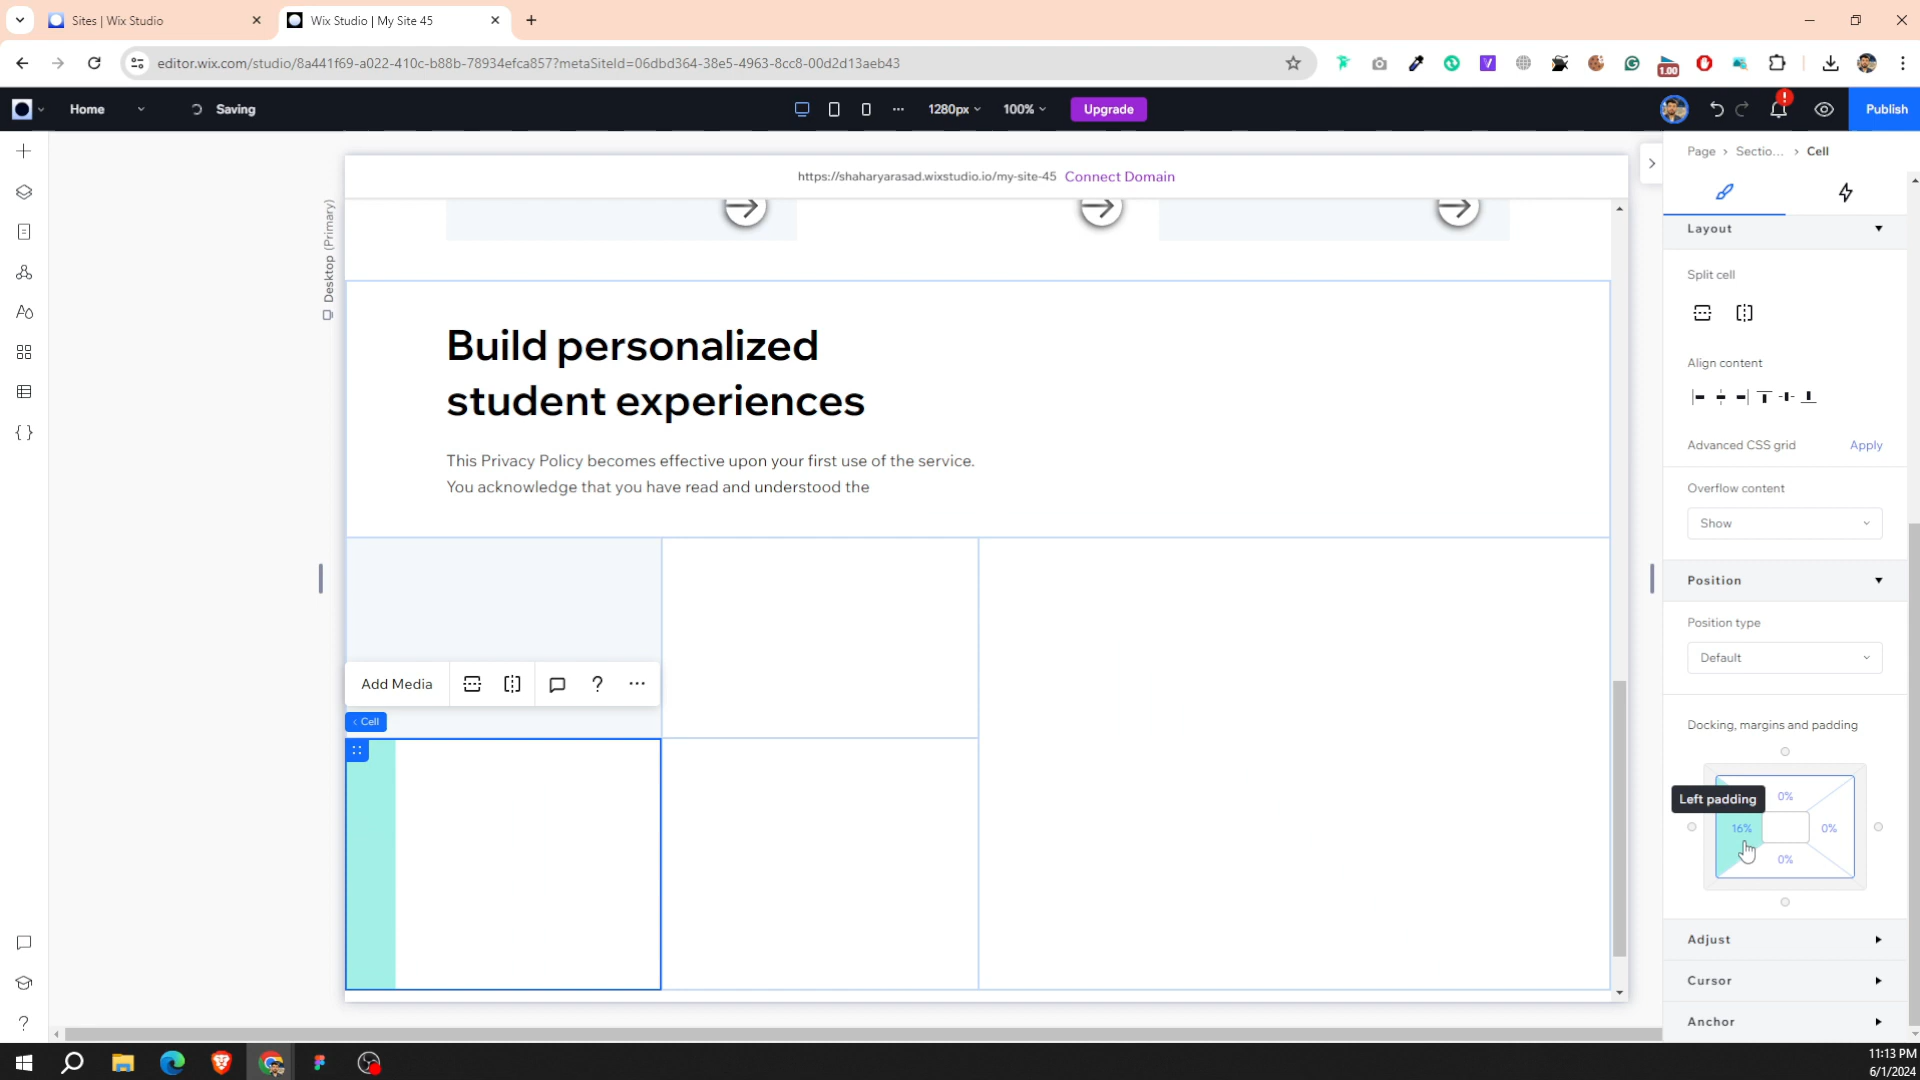 Sites | Wix Studio
Wix Studio | My Site 45
editor.wix.com/studio/8a441f69-a022-410c-b88b-78934efca857?metaSiteId=06dbd364-38e5-4963-8cc8-00d2d13aeb43
1.00
Home
Saving
1280px
100%
Upgrade
Publish
https://shaharyarasad.wixstudio.io/my-site-45 Connect Domain
Desktop (Primary)
Build personalized
student experiences
This Privacy Policy becomes effective upon your first use of the service.
You acknowledge that you have read and understood the
Add Media
?
< Cell
Page > Sectio... > Cell
Layout
Split cell
Align content
Advanced CSS grid Apply
Overflow content
Show
Position
Position type
Default
Docking, margins and padding
Left padding
0%
16%
0%
0%
Adjust
Cursor
Anchor
?
11:13 PM
6/1/2024